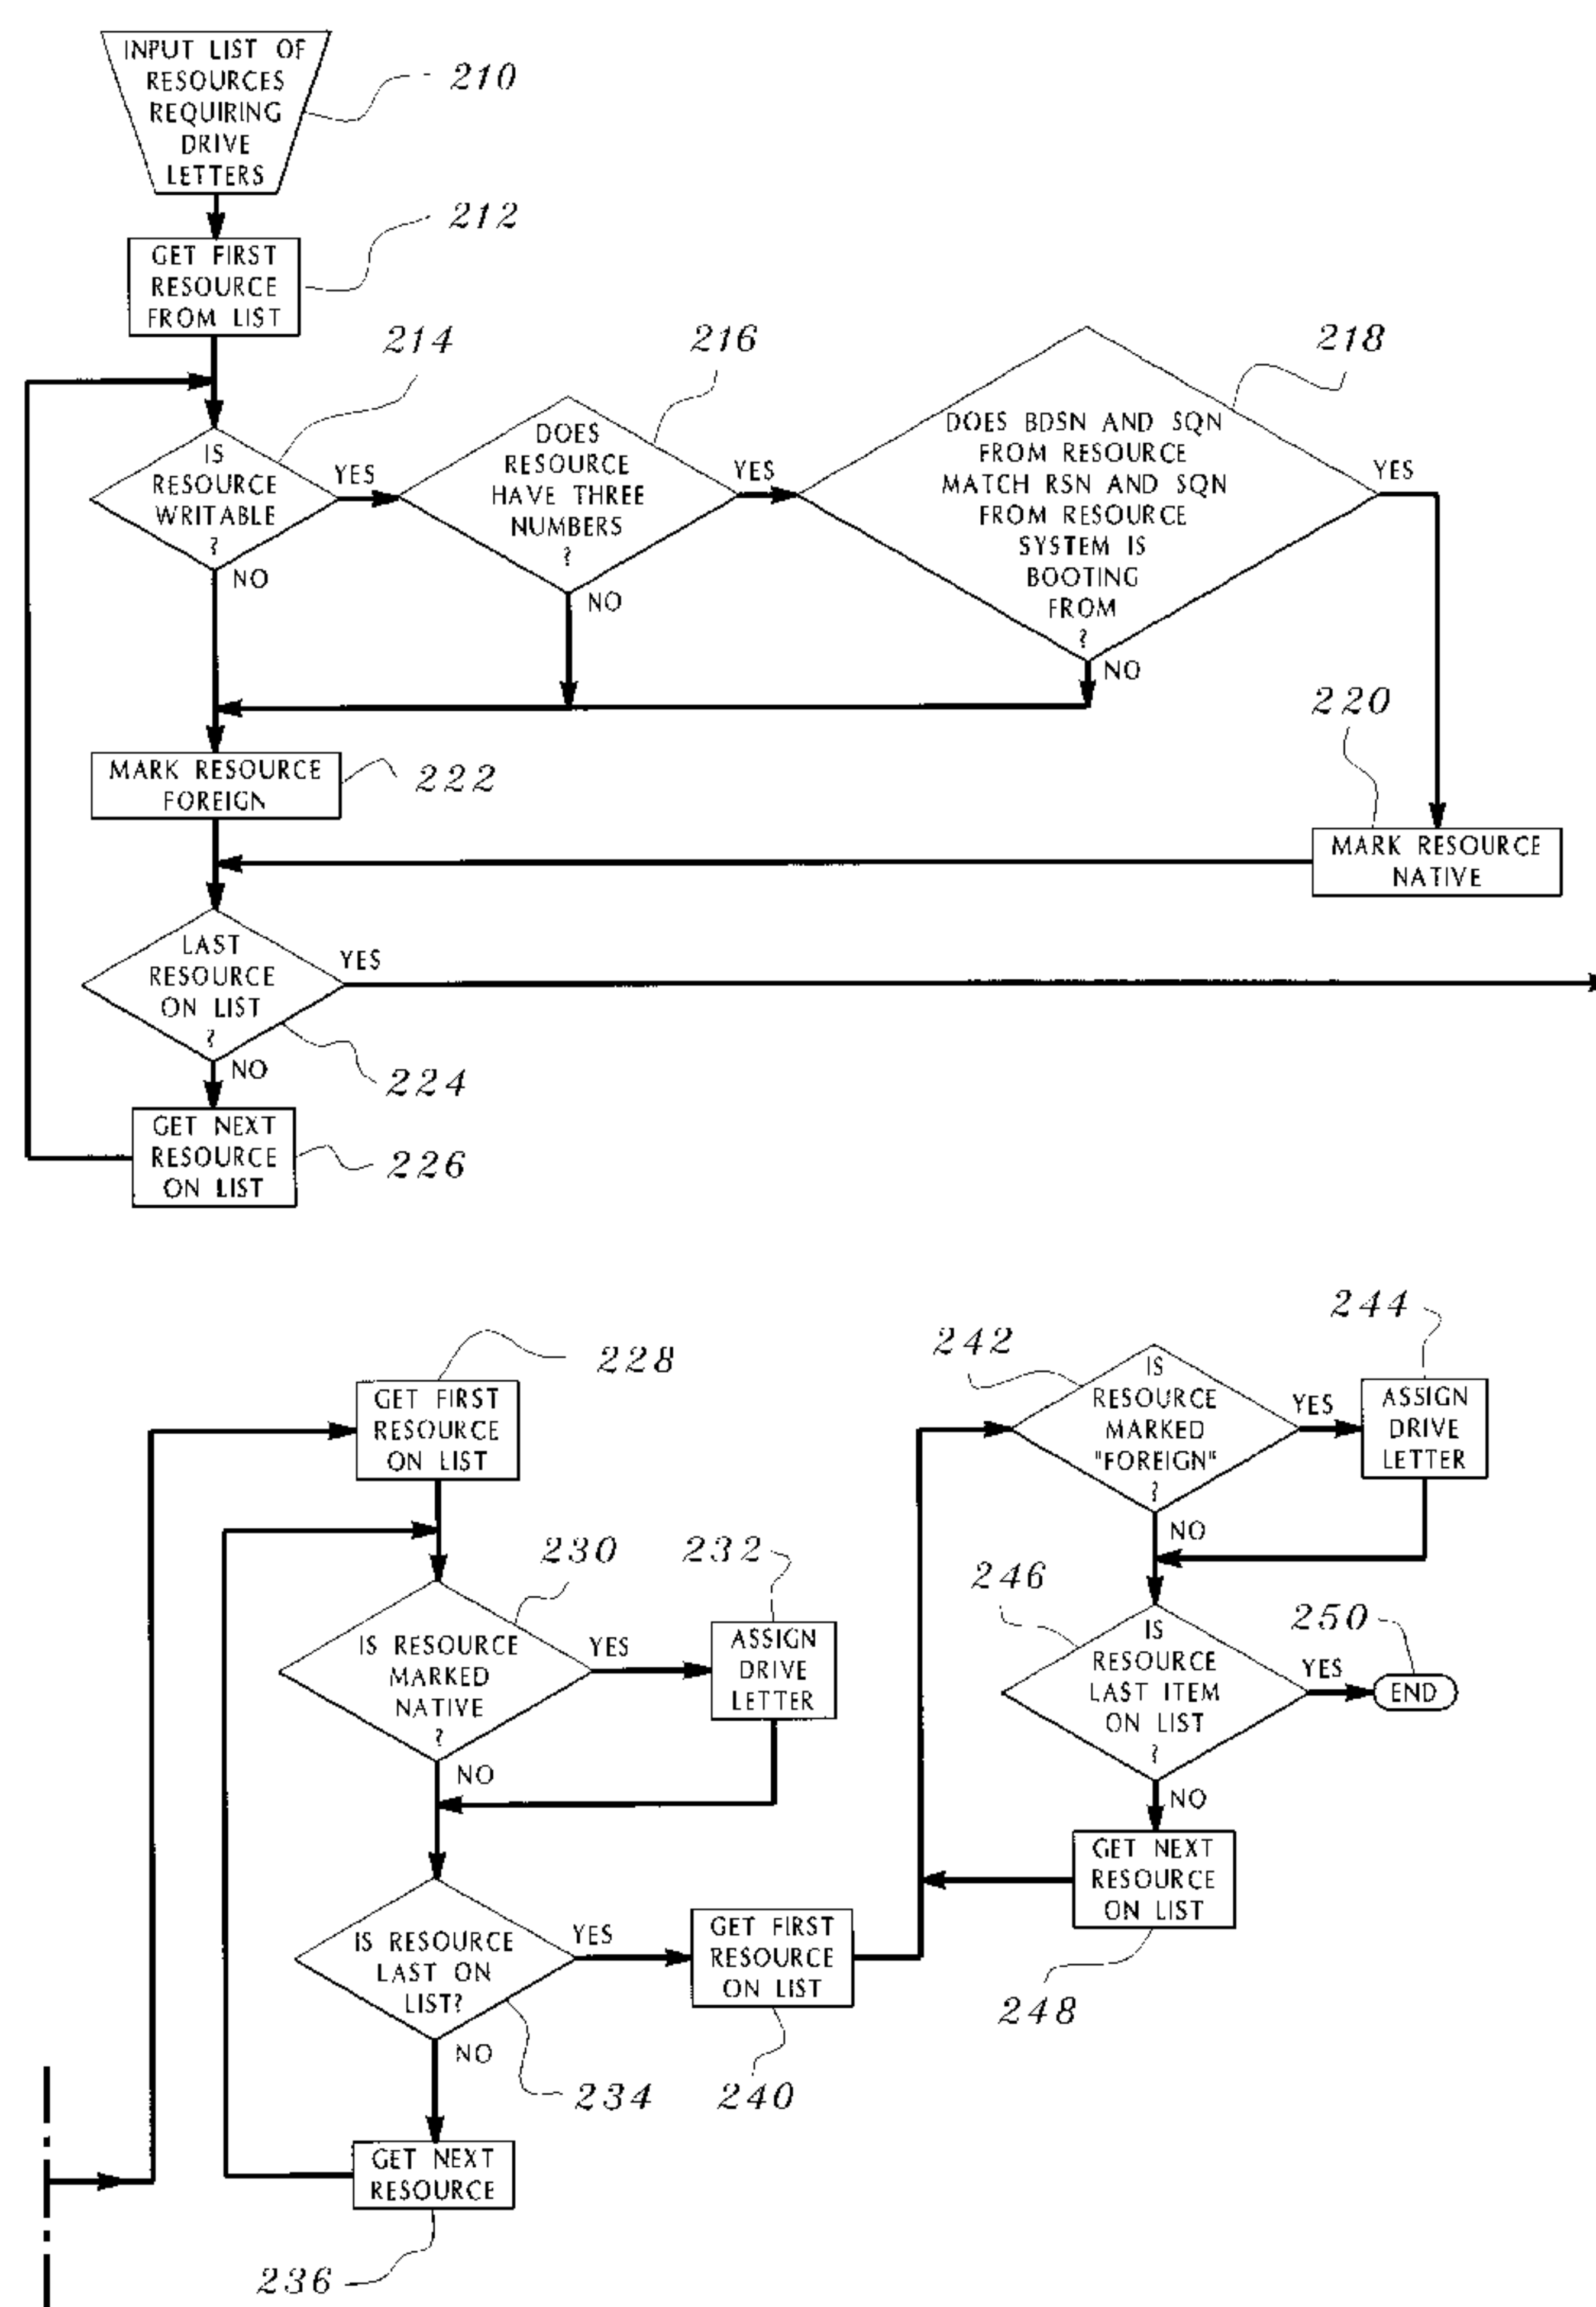 INPUT LIST OF
RESOURCES
REQUIRING
DRIVE
LETTERS
210
GET FIRST
RESOURCE
FROM LIST
212
IS
RESOURCE
WRITABLE
?
214
YES
NO
DOES
RESOURCE
HAVE THREE
NUMBERS
?
216
YES
NO
DOES BDSN AND SQN
FROM RESOURCE
MATCH RSN AND SQN
FROM RESOURCE
SYSTEM IS
BOOTING
FROM
?
218
YES
NO
220
MARK RESOURCE
NATIVE
MARK RESOURCE
FOREIGN
222
LAST
RESOURCE
ON LIST
?
YES
NO
224
GET NEXT
RESOURCE
ON LIST
226
GET FIRST
RESOURCE
ON LIST
228
IS RESOURCE
MARKED
NATIVE
?
230
YES
NO
232
ASSIGN
DRIVE
LETTER
IS RESOURCE
LAST ON
LIST?
YES
NO
234
GET NEXT
RESOURCE
236
GET FIRST
RESOURCE
ON LIST
240
242
IS
RESOURCE
MARKED
"FOREIGN"
?
YES
NO
244
ASSIGN
DRIVE
LETTER
246
IS
RESOURCE
LAST ITEM
ON LIST
?
YES
NO
250
END
GET NEXT
RESOURCE
ON LIST
248